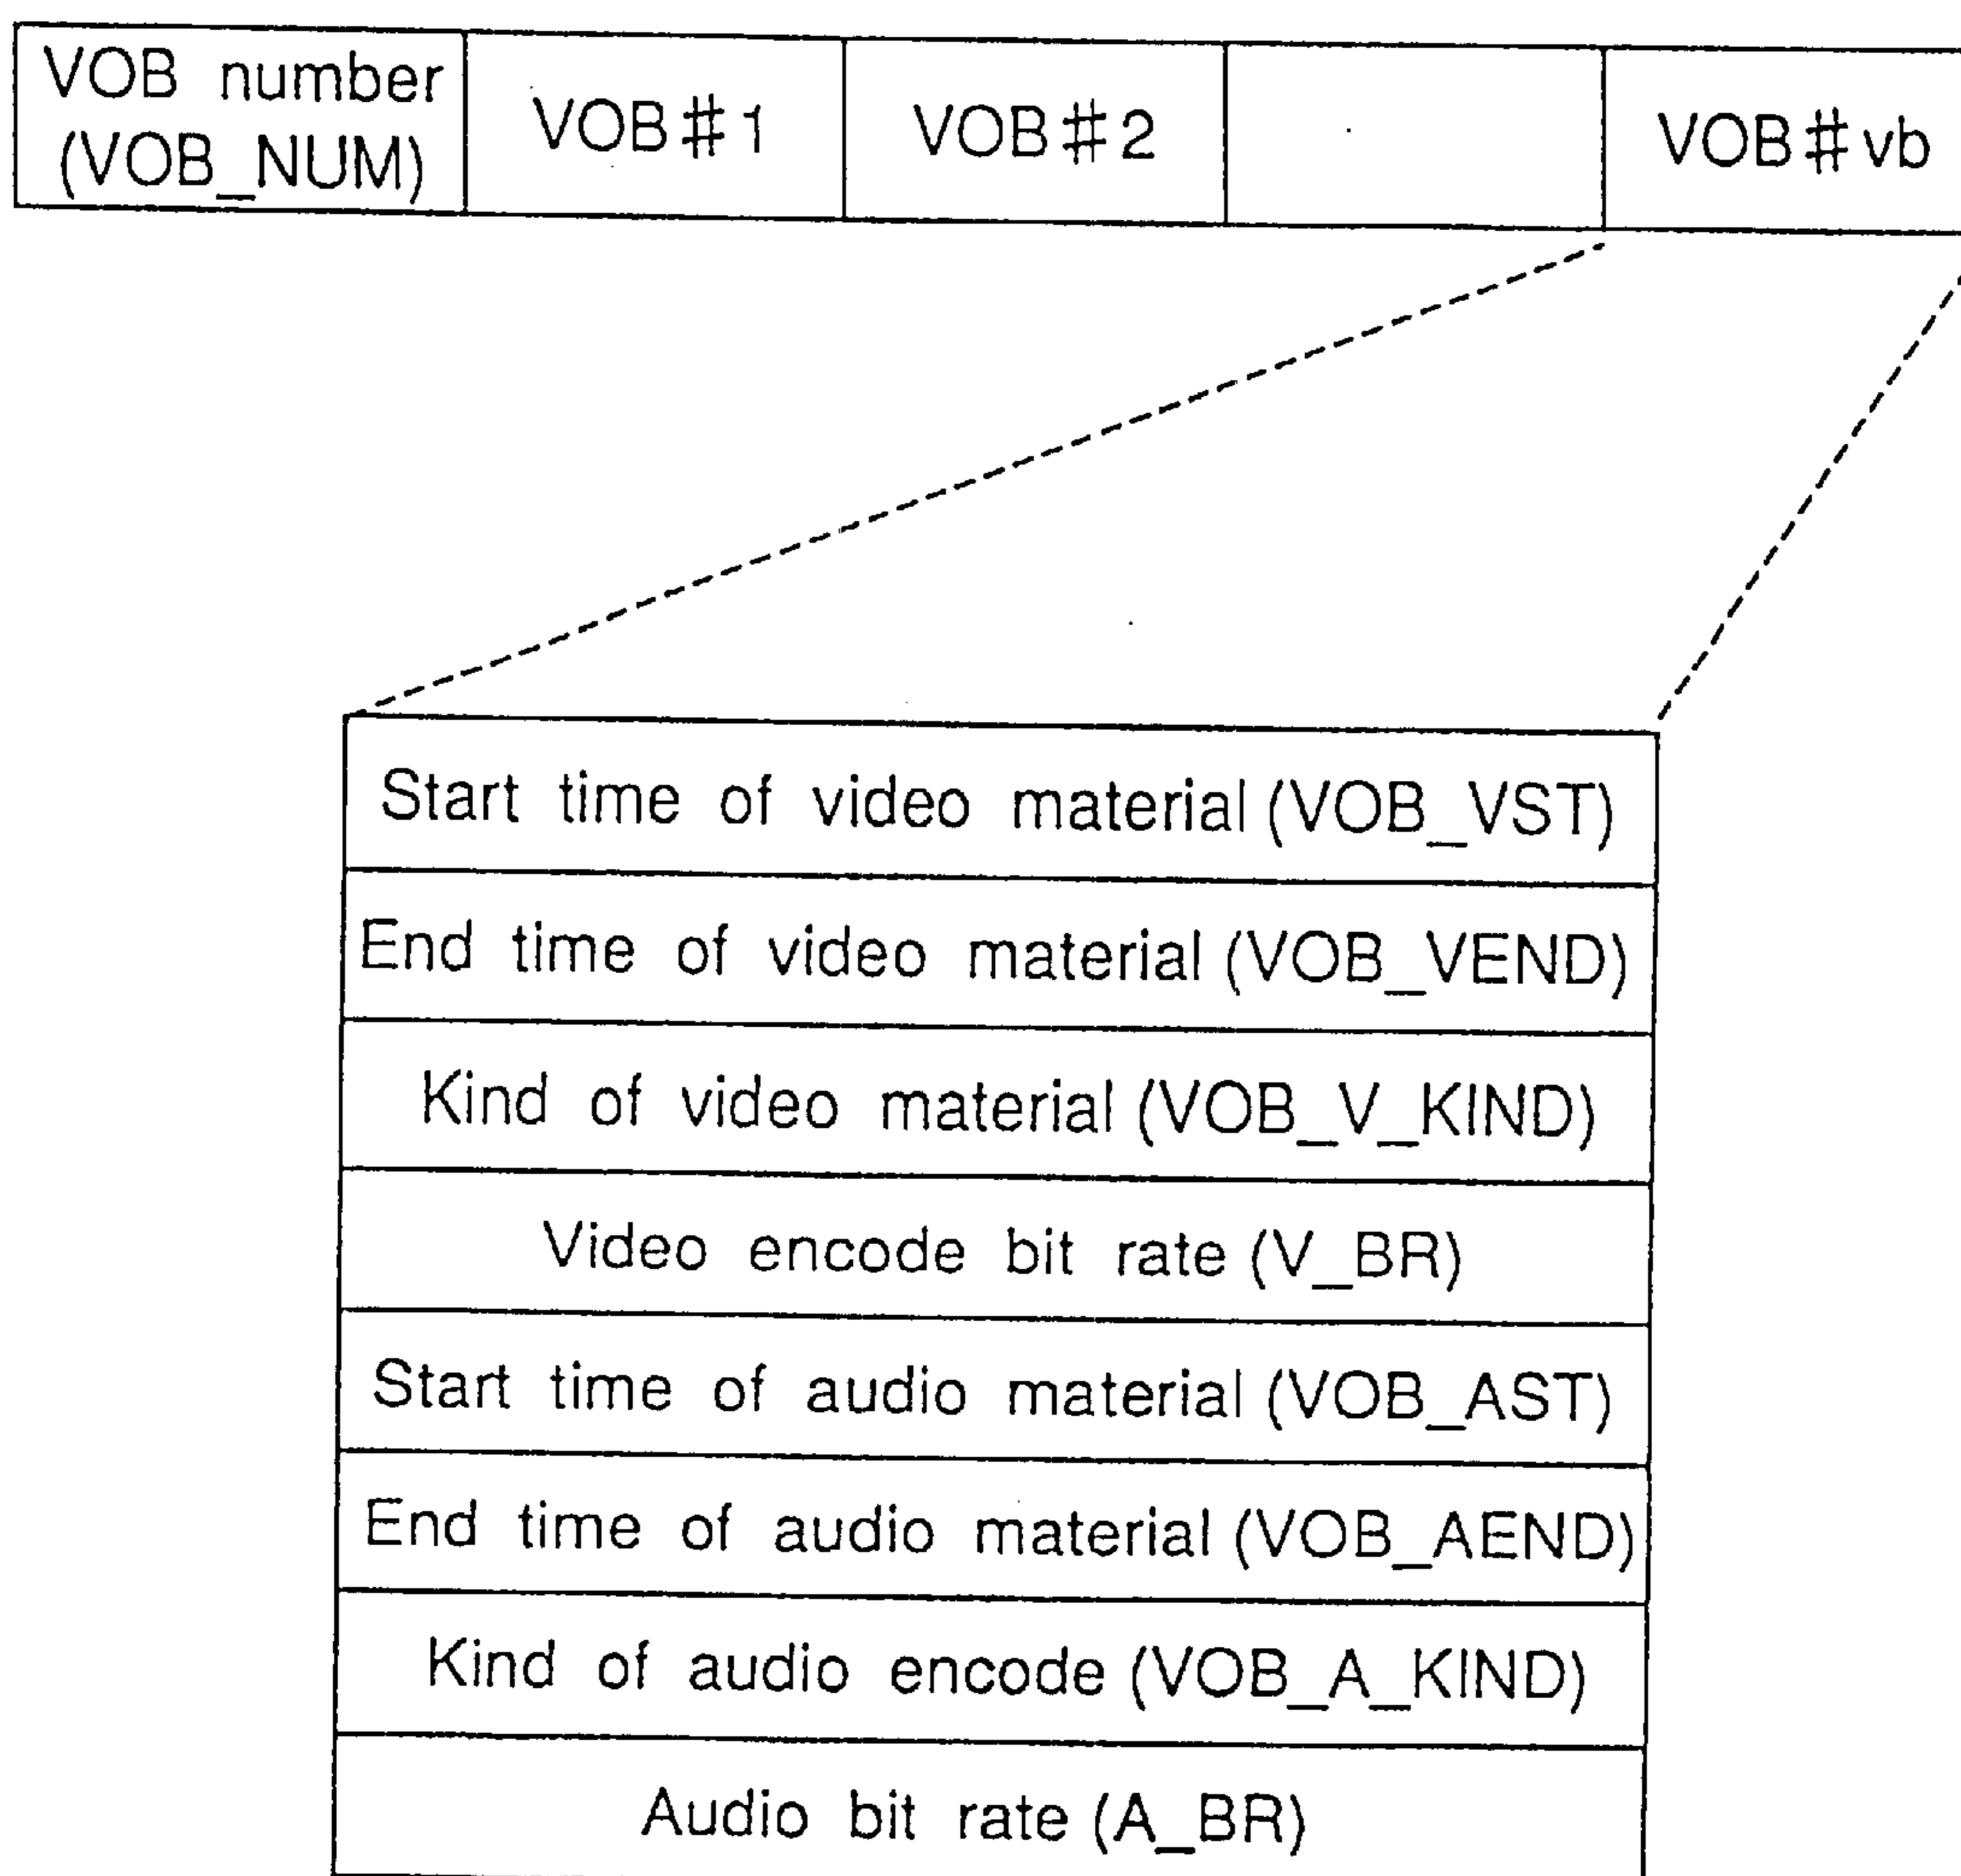 VOB number
(VOB_NUM)
VOB#1
VOB#2
VOB#vb
Start time of video material (VOB_VST)
End time of video material (VOB_VEND)
Kind of video material (VOB_V_KIND)
Video encode bit rate (V_BR)
Start time of audio material (VOB_AST)
End time of audio material (VOB_AEND)
Kind of audio encode (VOB_A_KIND)
Audio bit rate (A_BR)